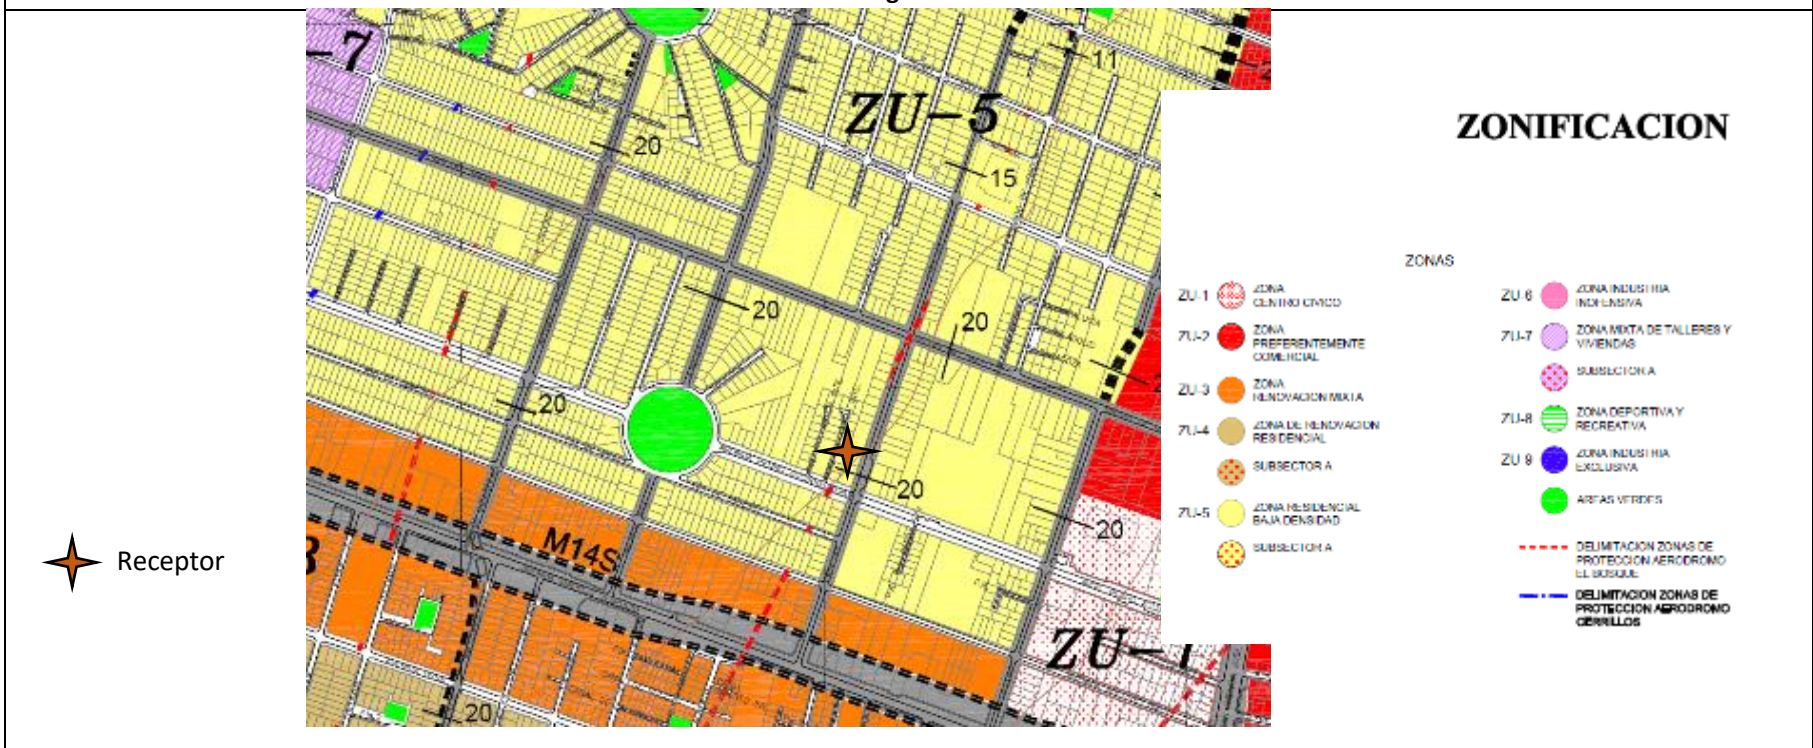 -7
ZU-5
11
20
15
20
20
20
20
20
M14S
8
ZU-1
20
Receptor
ZONIFICACION
ZONAS
ZU-1 ZONA
CENTRO CIVICO
ZU-2 ZONA
PREFERENTEMENTE
COMERCIAL
ZU-3 ZONA
RENOVACION MIXTA
ZU-4 ZONA DE RENOVACION
RESIDENCIAL
SUBSECTOR A
ZU-5 ZONA RESIDENCIAL
BAJA DENSIDAD
SUBSECTOR A
ZU-6 ZONA INDUSTRIA
INOFENSIVA
ZU-7 ZONA MIXTA DE TALLERES Y
VIVIENDAS
SUBSECTOR A
ZU-8 ZONA DEPORTIVA Y
RECREATIVA
ZU 9 ZONA INDUSTRIA
EXCLUSIVA
AREAS VERDES
DELIMITACION ZONAS DE
PROTECCION AERODROMO
EL BOSQUE
DELIMITACION ZONAS DE
PROTECCION AERODROMO
CERRILLOS